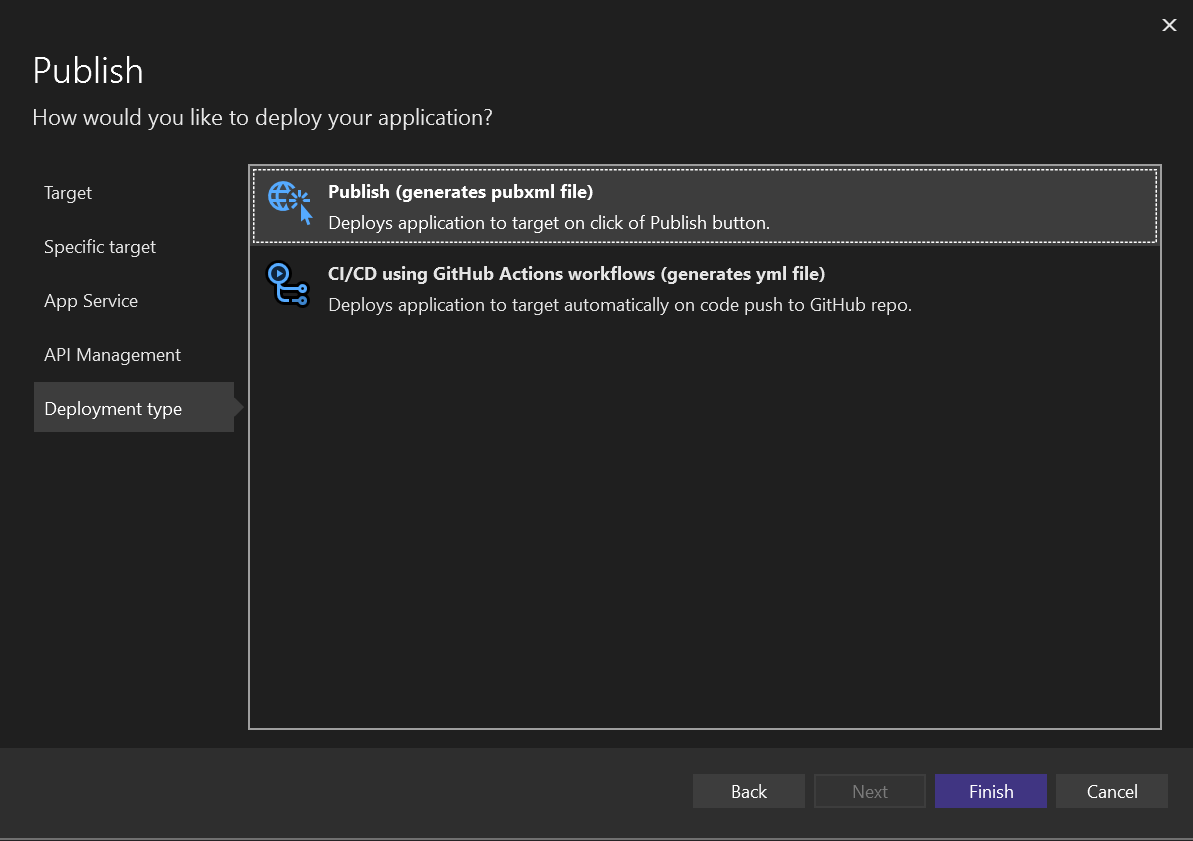 Publish
How would you like to deploy your application?
Target
Specific target
App Service
API Management
Deployment type
Publish (generates pubxml file)
Deploys application to target on click of Publish button.
CI/CD using GitHub Actions workflows (generates yml file)
Deploys application to target automatically on code push to GitHub repo.
Back
Next
Finish
Cancel